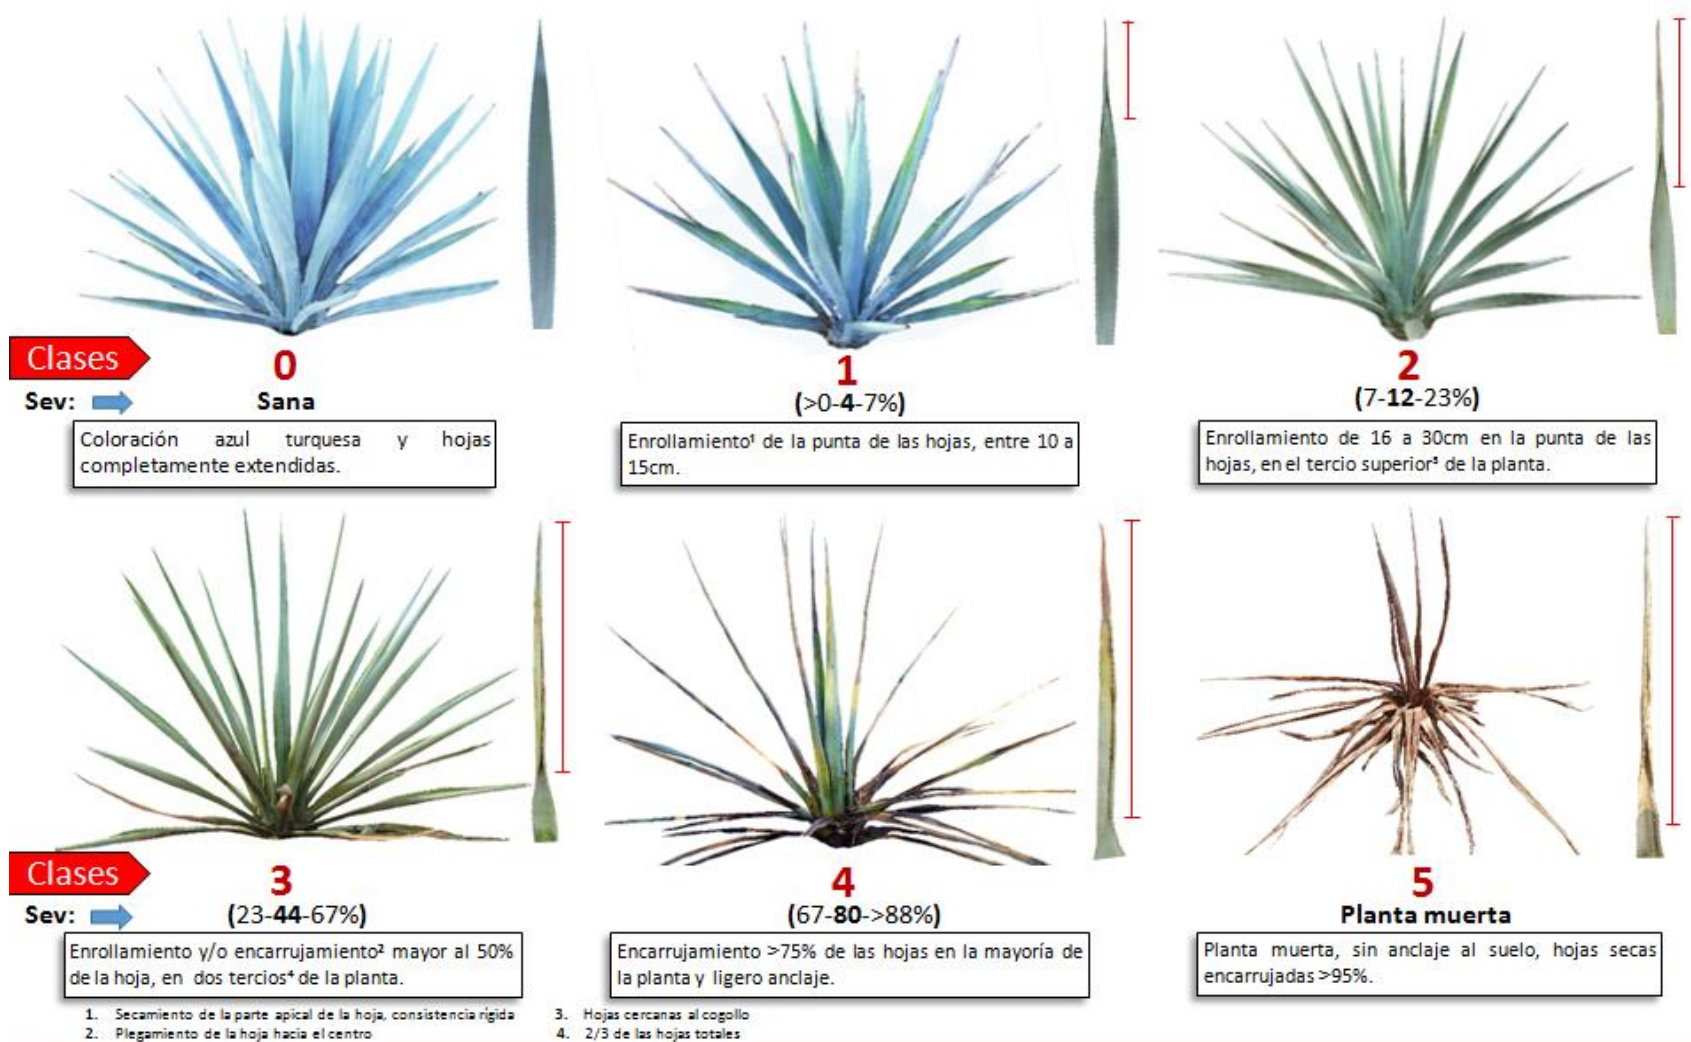 Clases
0
1
2
Sev:
Sana
(>0-4-7%)
(7-12-23%)
Coloración azul turquesa y hojas
completamente extendidas.
Enrollamiento¹ de la punta de las hojas, entre 10 a
15cm.
Enrollamiento de 16 a 30cm en la punta de las
hojas, en el tercio superior³ de la planta.
Clases
3
4
5
Sev:
(23-44-67%)
(67-80->88%)
Planta muerta
Enrollamiento y/o encarrujamiento² mayor al 50%
de la hoja, en dos tercios⁴ de la planta.
Encarrujamiento >75% de las hojas en la mayoría de
la planta y ligero anclaje.
Planta muerta, sin anclaje al suelo, hojas secas
encarrujadas >95%.
1. Secamiento de la parte apical de la hoja, consistencia rígida
2. Plegamiento de la hoja hacia el centro
3. Hojas cercanas al cogollo
4. 2/3 de las hojas totales